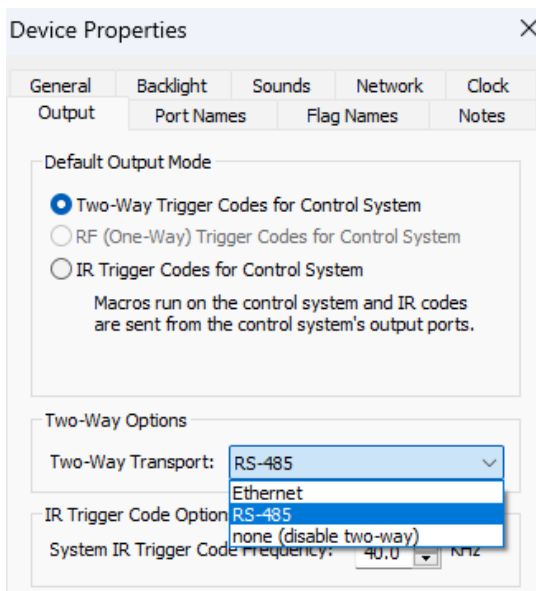 Device Properties
General Backlight Sounds Network Clock
Output Port Names Flag Names Notes
Default Output Mode
Two-Way Trigger Codes for Control System
RF (One-Way) Trigger Codes for Control System
IR Trigger Codes for Control System
Macros run on the control system and IR codes
are sent from the control system's output ports.
Two-Way Options
Two-Way Transport: RS-485
Ethernet
IR Trigger Code Option RS-485
none (disable two-way)
System IR Trigger Code Frequency: 40.0 KHz